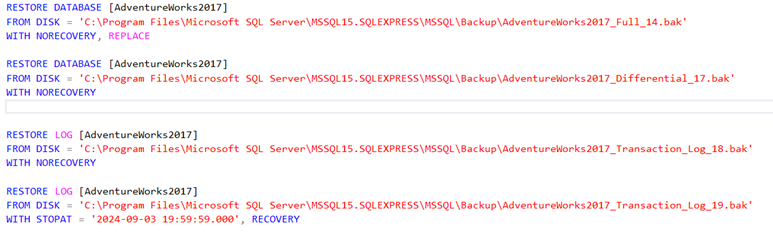 RESTORE DATABASE [AdventureWorks2017]
FROM DISK = 'C:\Program Files\Microsoft SQL Server\MSSQL15.SQLEXPRESS\MSSQL\Backup\AdventureWorks2017_Full_14.bak'
WITH NORECOVERY, REPLACE
RESTORE DATABASE [AdventureWorks2017]
FROM DISK = 'C:\Program Files\Microsoft SQL Server\MSSQL15.SQLEXPRESS\MSSQL\Backup\AdventureWorks2017_Differential_17.bak'
WITH NORECOVERY
RESTORE LOG [AdventureWorks2017]
FROM DISK = 'C:\Program Files\Microsoft SQL Server\MSSQL15.SQLEXPRESS\MSSQL\Backup\AdventureWorks2017_Transaction_Log_18.bak'
WITH NORECOVERY
RESTORE LOG [AdventureWorks2017]
FROM DISK = 'C:\Program Files\Microsoft SQL Server\MSSQL15.SQLEXPRESS\MSSQL\Backup\AdventureWorks2017_Transaction_Log_19.bak'
WITH STOPAT = '2024-09-03 19:59:59.000', RECOVERY